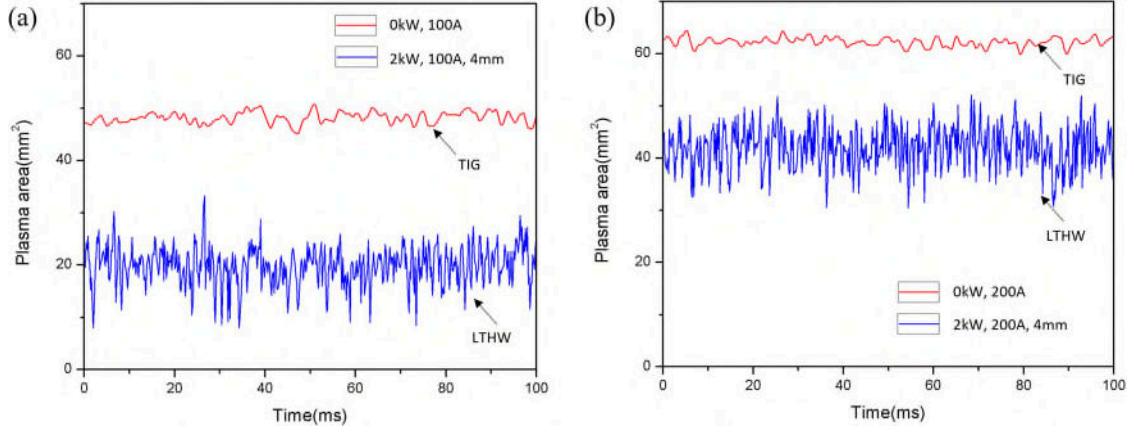 (a)
0kW, 100A
2kW, 100A, 4mm
TIG
LTHW
Plasma area(mm²)
60
40
20
0
0 20 40 60 80 100
Time(ms)
(b)
TIG
LTHW
0kW, 200A
2kW, 200A, 4mm
Plasma area(mm²)
60
40
20
0
0 20 40 60 80 100
Time(ms)